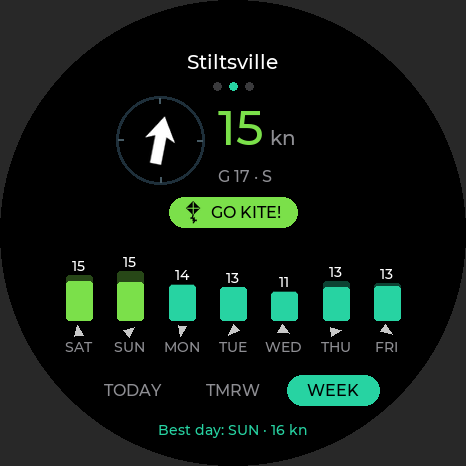 Stiltsville
15 kn
G 17 · S
GO KITE!
15 15 14 13 11 13 13
SAT SUN MON TUE WED THU FRI
TODAY TMRW WEEK
Best day: SUN · 16 kn